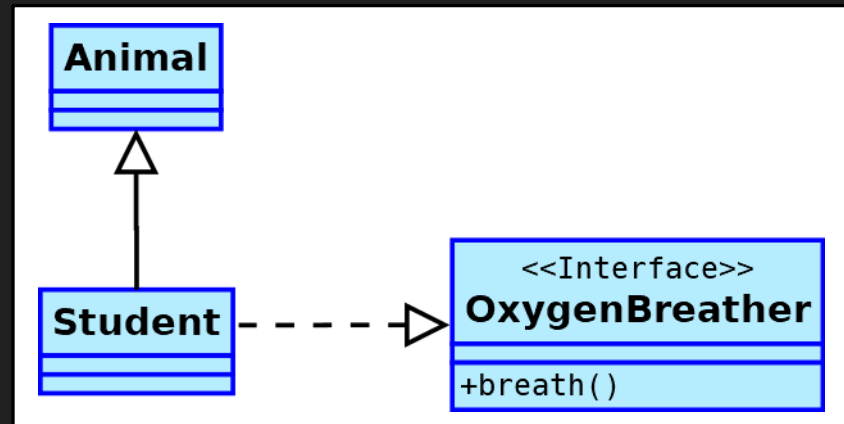 Animal
Student
<<Interface>>
OxygenBreather
+breath()